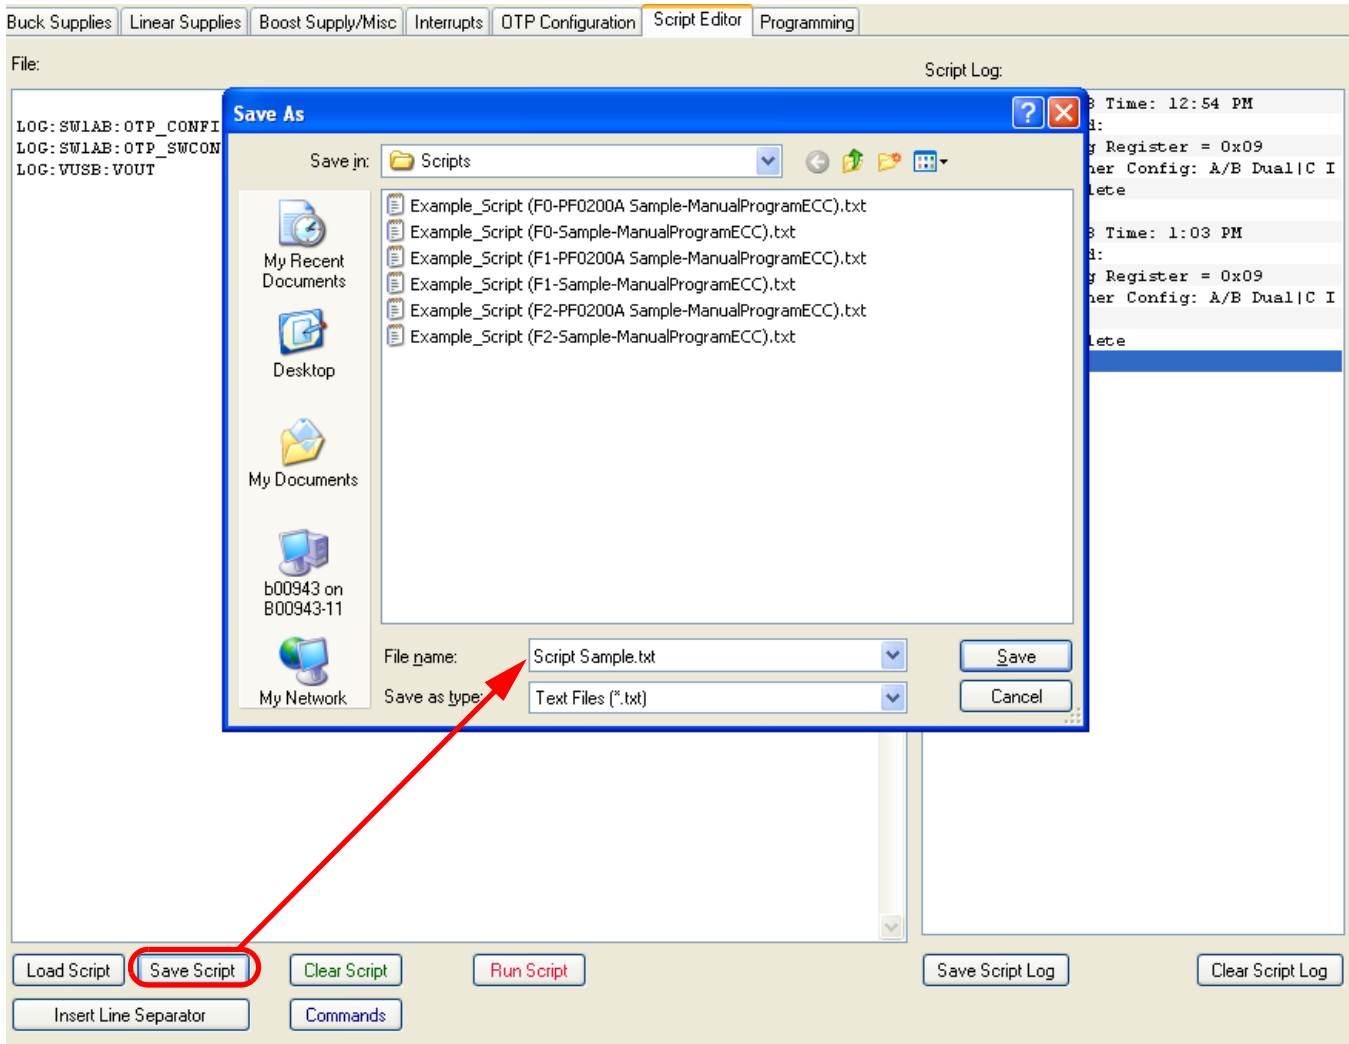 Buck Supplies Linear Supplies Boost Supply/Misc Interrupts OTP Configuration Script Editor Programming
File:
Script Log:
LOG:SW1AB:OTP_CONFI
LOG:SW1AB:OTP_SWCON
LOG:VUSB:VOUT
Time: 12:54 PM
Register = 0x09
Config: A/B Dual|C I
Time: 1:03 PM
Register = 0x09
Config: A/B Dual|C I
Save As
Save in: Scripts
Example_Script (F0-PF0200A Sample-ManualProgramECC).txt
Example_Script (F0-Sample-ManualProgramECC).txt
Example_Script (F1-PF0200A Sample-ManualProgramECC).txt
Example_Script (F1-Sample-ManualProgramECC).txt
Example_Script (F2-PF0200A Sample-ManualProgramECC).txt
Example_Script (F2-Sample-ManualProgramECC).txt
My Recent
Documents
Desktop
My Documents
b00943 on
B00943-11
My Network
File name: Script Sample.txt Save
Save as type: Text Files (*.txt) Cancel
Load Script Save Script Clear Script Run Script Save Script Log Clear Script Log
Insert Line Separator Commands